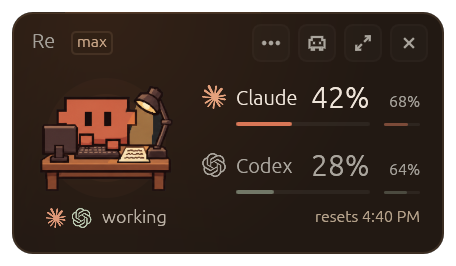 Re max
Claude 42% 68%
Codex 28% 64%
working
resets 4:40 PM